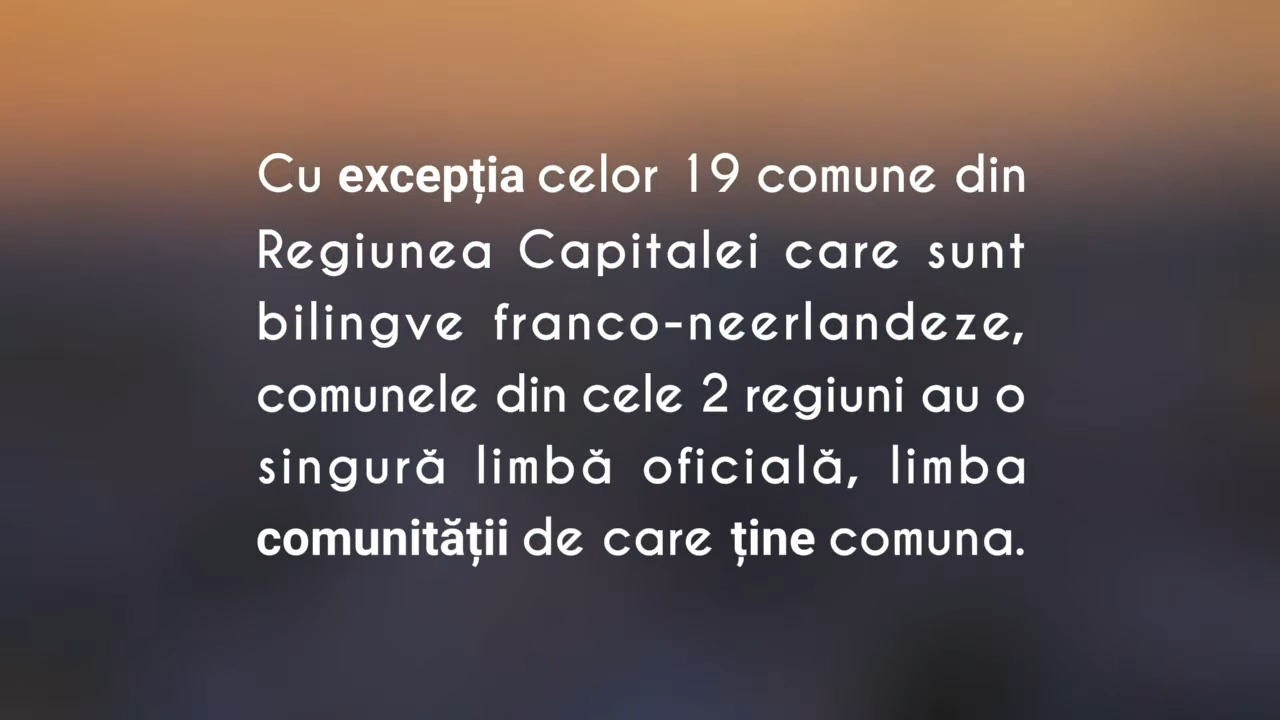 Cu excepția celor 19 comune din
Regiunea Capitalei care sunt
bilingve franco-neerlandeze,
comunele din cele 2 regiuni au o
singură limbă oficială, limba
comunității de care ține comuna.